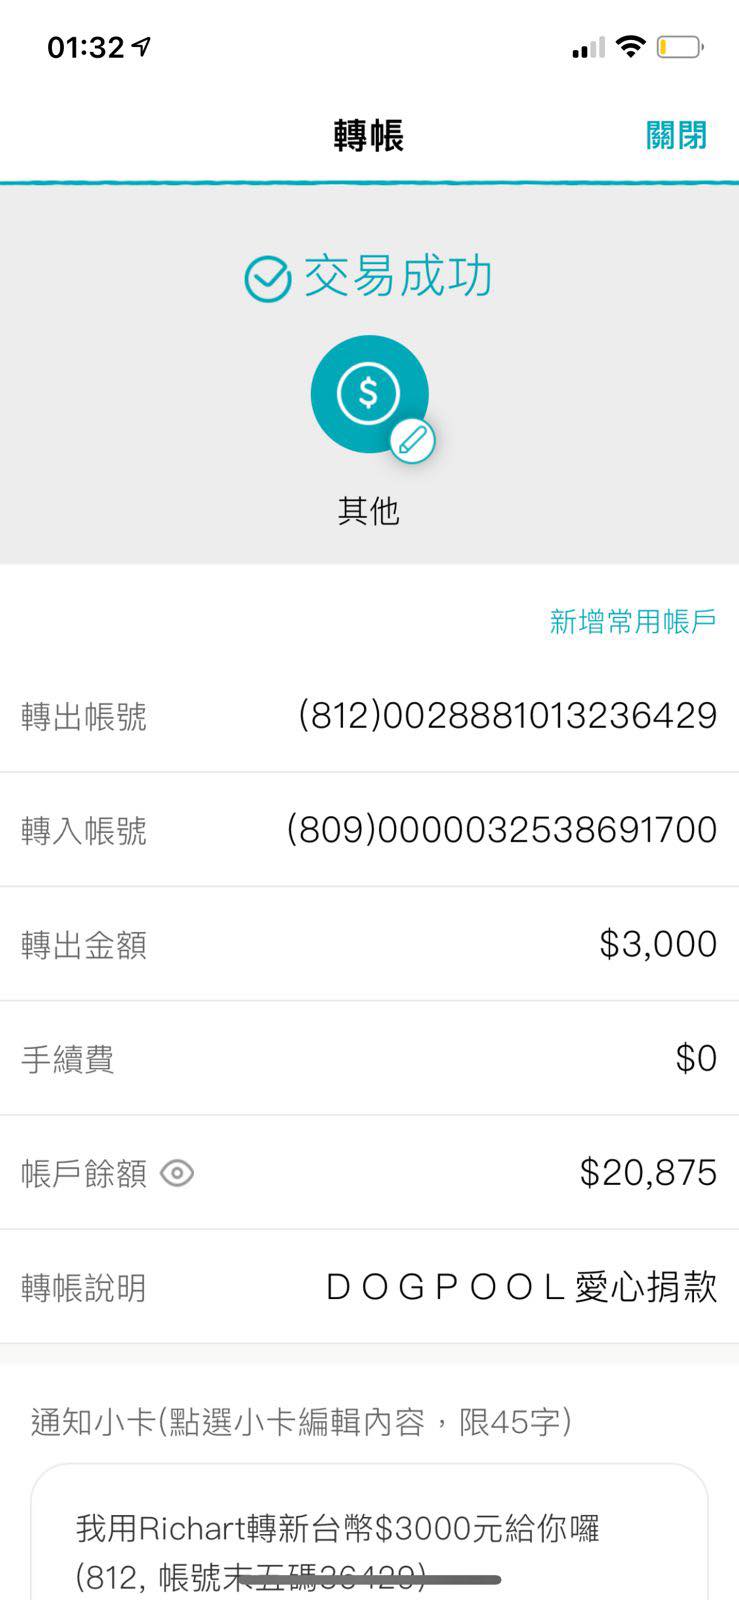 01:32
轉帳 關閉
交易成功
$
其他
新增常用帳戶
轉出帳號 (812)0028881013236429
轉入帳號 (809)0000032538691700
轉出金額 $3,000
手續費 $0
帳戶餘額 $20,875
轉帳說明 ＤＯＧＰＯＯＬ愛心捐款
通知小卡(點選小卡編輯內容，限45字)
我用Richart轉新台幣$3000元給你囉
(812, 帳號末五碼36429)